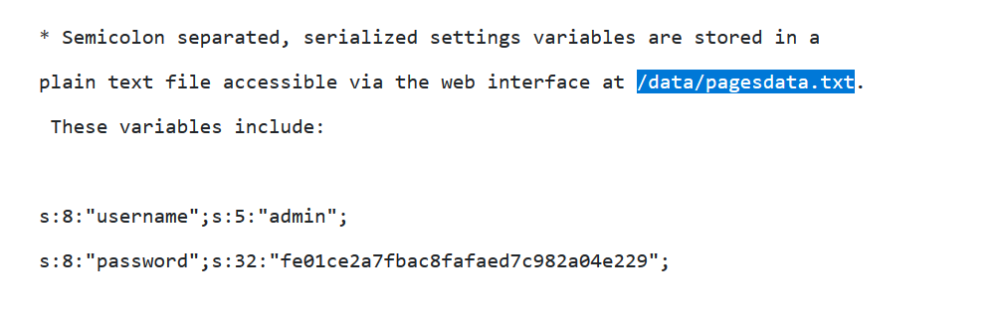 * Semicolon separated, serialized settings variables are stored in a
plain text file accessible via the web interface at /data/pagesdata.txt.
These variables include:
s:8:"username";s:5:"admin";
s:8:"password";s:32:"fe01ce2a7fbac8fafaed7c982a04e229";